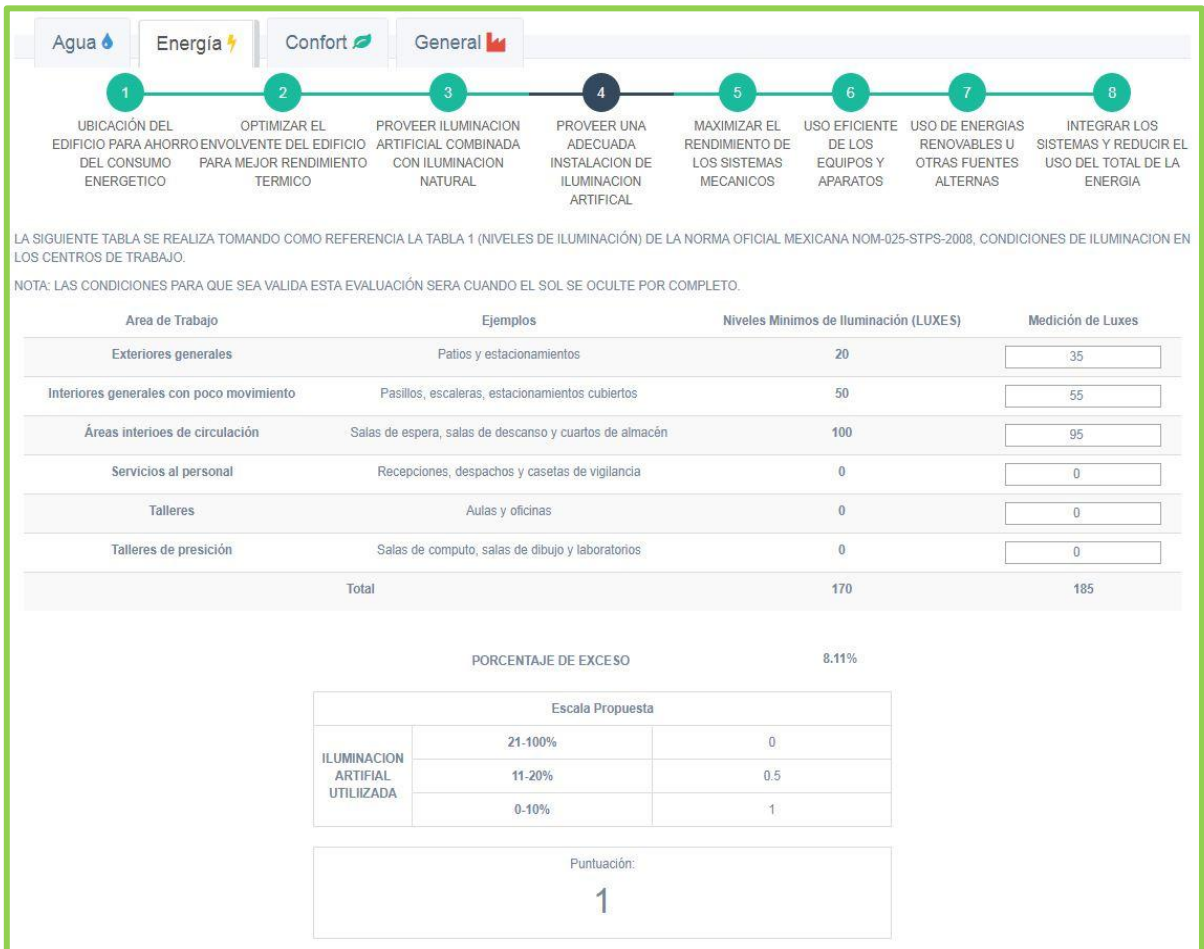 Agua
Energía
Confort
General
1
2
3
4
5
6
7
8
UBICACIÓN DEL
EDIFICIO PARA AHORRO
DEL CONSUMO
ENERGETICO
OPTIMIZAR EL
ENVOLVENTE DEL EDIFICIO
PARA MEJOR RENDIMIENTO
TERMICO
PROVEER ILUMINACION
ARTIFICIAL COMBINADA
CON ILUMINACION
NATURAL
PROVEER UNA
ADECUADA
INSTALACION DE
ILUMINACION
ARTIFICAL
MAXIMIZAR EL
RENDIMIENTO DE
LOS SISTEMAS
MECANICOS
USO EFICIENTE
DE LOS
EQUIPOS Y
APARATOS
USO DE ENERGIAS
RENOVABLES U
OTRAS FUENTES
ALTERNAS
INTEGRAR LOS
SISTEMAS Y REDUCIR EL
USO DEL TOTAL DE LA
ENERGIA
LA SIGUIENTE TABLA SE REALIZA TOMANDO COMO REFERENCIA LA TABLA 1 (NIVELES DE ILUMINACIÓN) DE LA NORMA OFICIAL MEXICANA NOM-025-STPS-2008, CONDICIONES DE ILUMINACION EN
LOS CENTROS DE TRABAJO.
NOTA: LAS CONDICIONES PARA QUE SEA VALIDA ESTA EVALUACIÓN SERA CUANDO EL SOL SE OCULTE POR COMPLETO.
Area de Trabajo Ejemplos Niveles Minimos de Iluminación (LUXES) Medición de Luxes
Exteriores generales Patios y estacionamientos 20 35
Interiores generales con poco movimiento Pasillos, escaleras, estacionamientos cubiertos 50 55
Áreas interioes de circulación Salas de espera, salas de descanso y cuartos de almacén 100 95
Servicios al personal Recepciones, despachos y casetas de vigilancia 0 0
Talleres Aulas y oficinas 0 0
Talleres de presición Salas de computo, salas de dibujo y laboratorios 0 0
Total 170 185
PORCENTAJE DE EXCESO 8.11%
Escala Propuesta
ILUMINACION
ARTIFIAL
UTILIIZADA
21-100% 0
11-20% 0.5
0-10% 1
Puntuación:
1